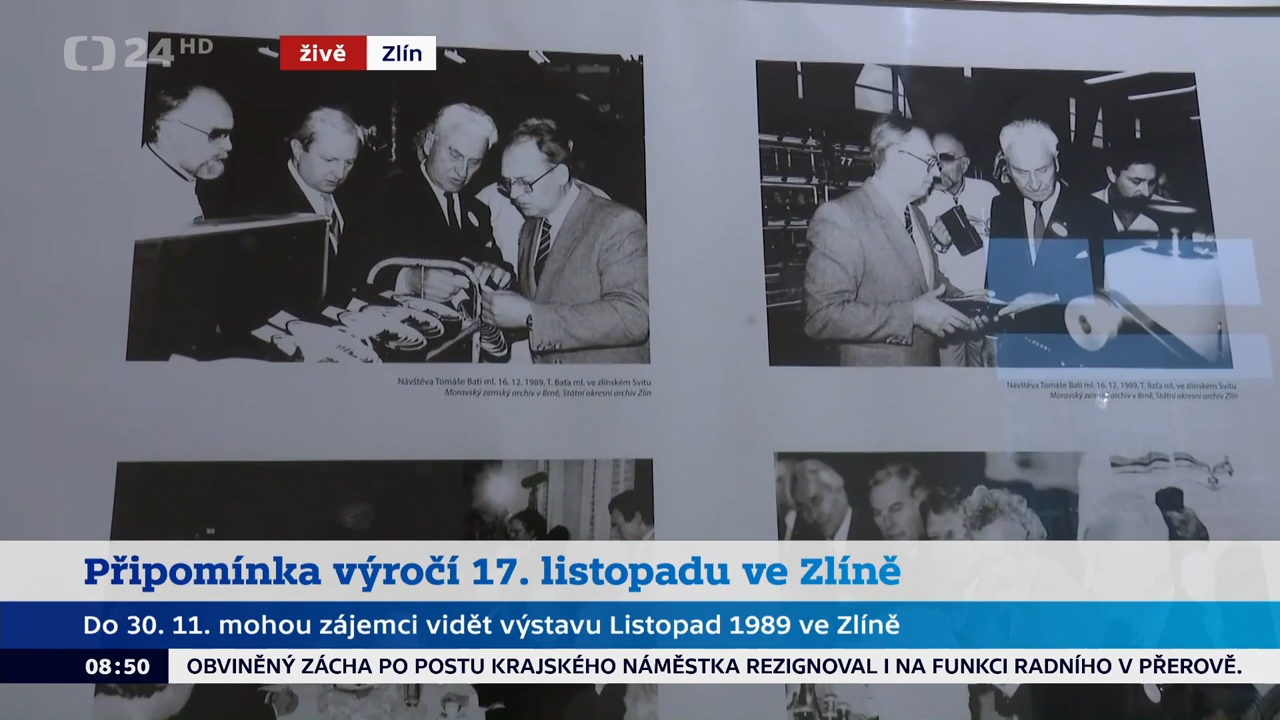 24 HD
živě
Zlín
77
Návštěva Tomáše Bati ml. 16. 12. 1989, T. Baťa ml. ve zlínském Svitu
Moravský zemský archiv v Brně, Státní okresní archiv Zlín
Návštěva Tomáše Bati ml. 16. 12. 1989, T. Baťa ml. ve zlínském Svitu
Moravský zemský archiv v Brně, Státní okresní archiv Zlín
Připomínka výročí 17. listopadu ve Zlíně
Do 30. 11. mohou zájemci vidět výstavu Listopad 1989 ve Zlíně
08:50
OBVINĚNÝ ZÁCHA PO POSTU KRAJSKÉHO NÁMĚSTKA REZIGNOVAL I NA FUNKCI RADNÍHO V PŘEROVĚ.